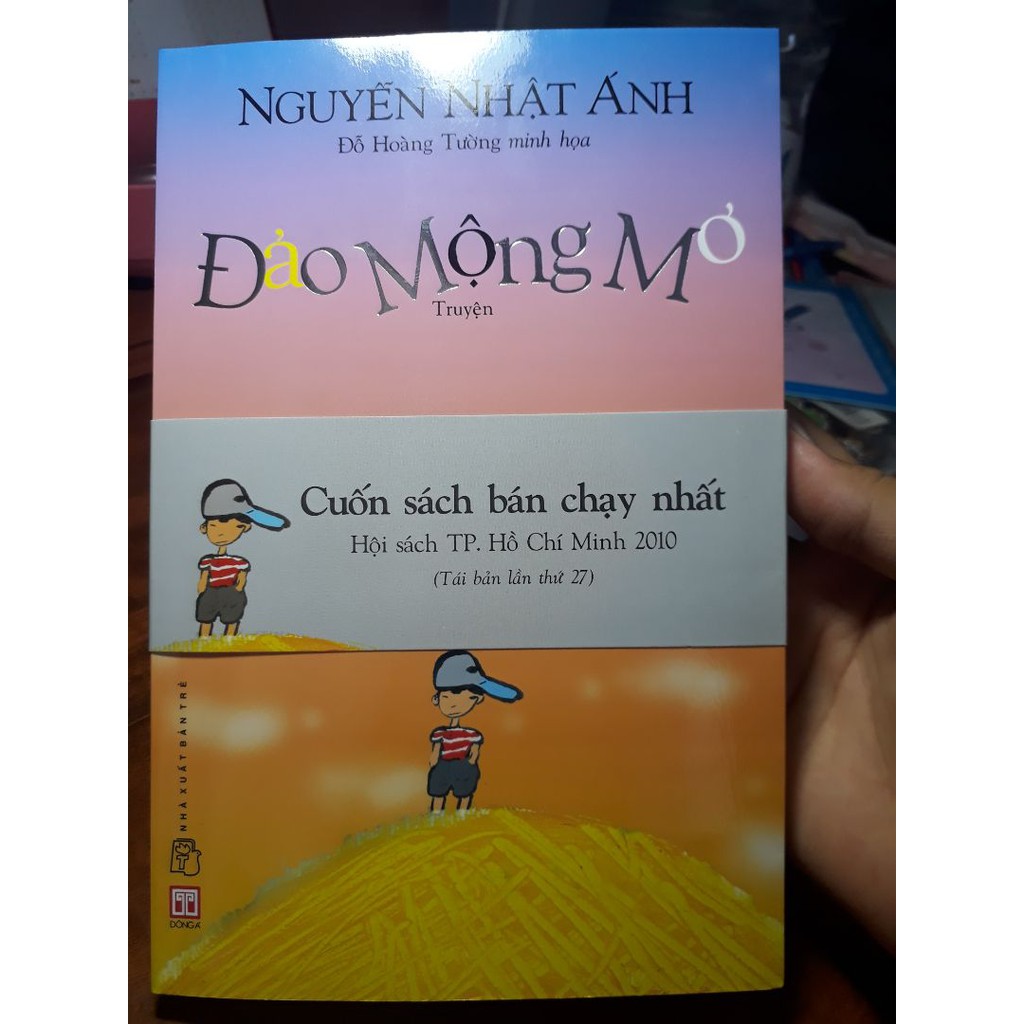 NGUYỄN NHẬT ÁNH
Đỗ Hoàng Tường minh họa
Đảo Mộng Mơ
Truyện
Cuốn sách bán chạy nhất
Hội sách TP. Hồ Chí Minh 2010
(Tái bản lần thứ 27)
NHÀ XUẤT BẢN TRẺ
ĐÔNG A